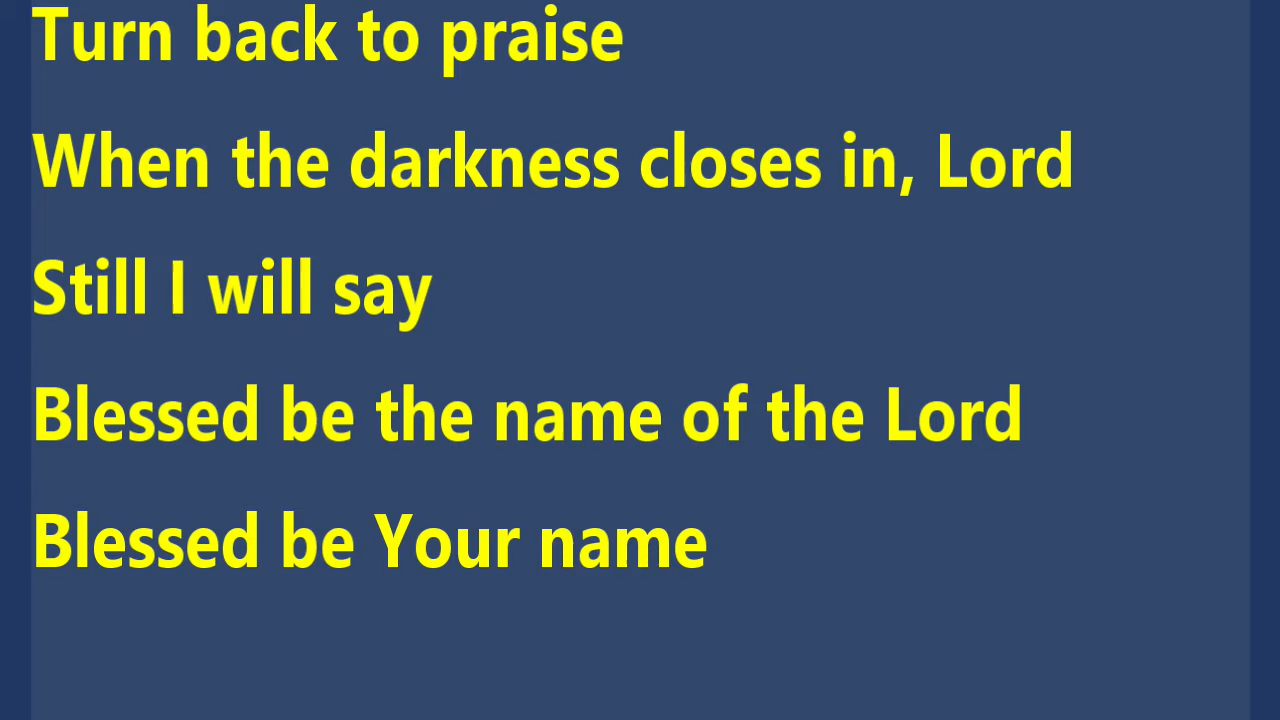 Turn back to praise
When the darkness closes in, Lord
Still I will say
Blessed be the name of the Lord
Blessed be Your name